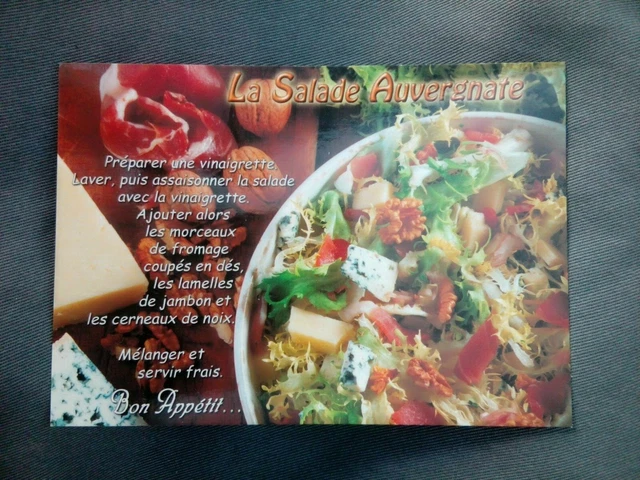 La Salade Auvergnate
Préparer une vinaigrette
Laver, puis assaisonner la salade
avec la vinaigrette.
Ajouter alors
les morceaux
de fromage
coupés en dés,
les lamelles
de jambon et
les cerneaux de noix.
Mélanger et
servir frais.
Bon Appétit...